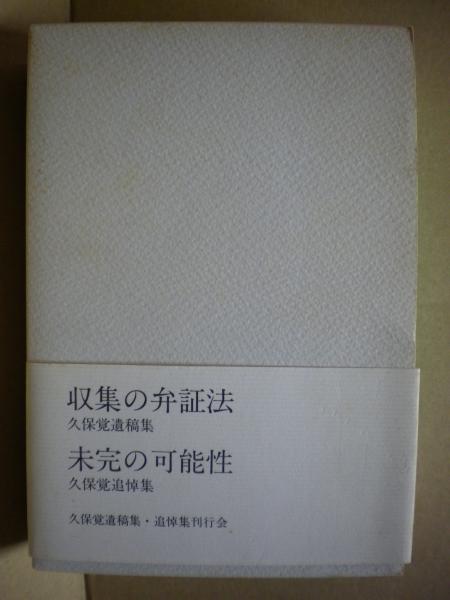 収集の弁証法
久保覚遺稿集
未完の可能性
久保覚追悼集
久保覚遺稿集・追悼集刊行会